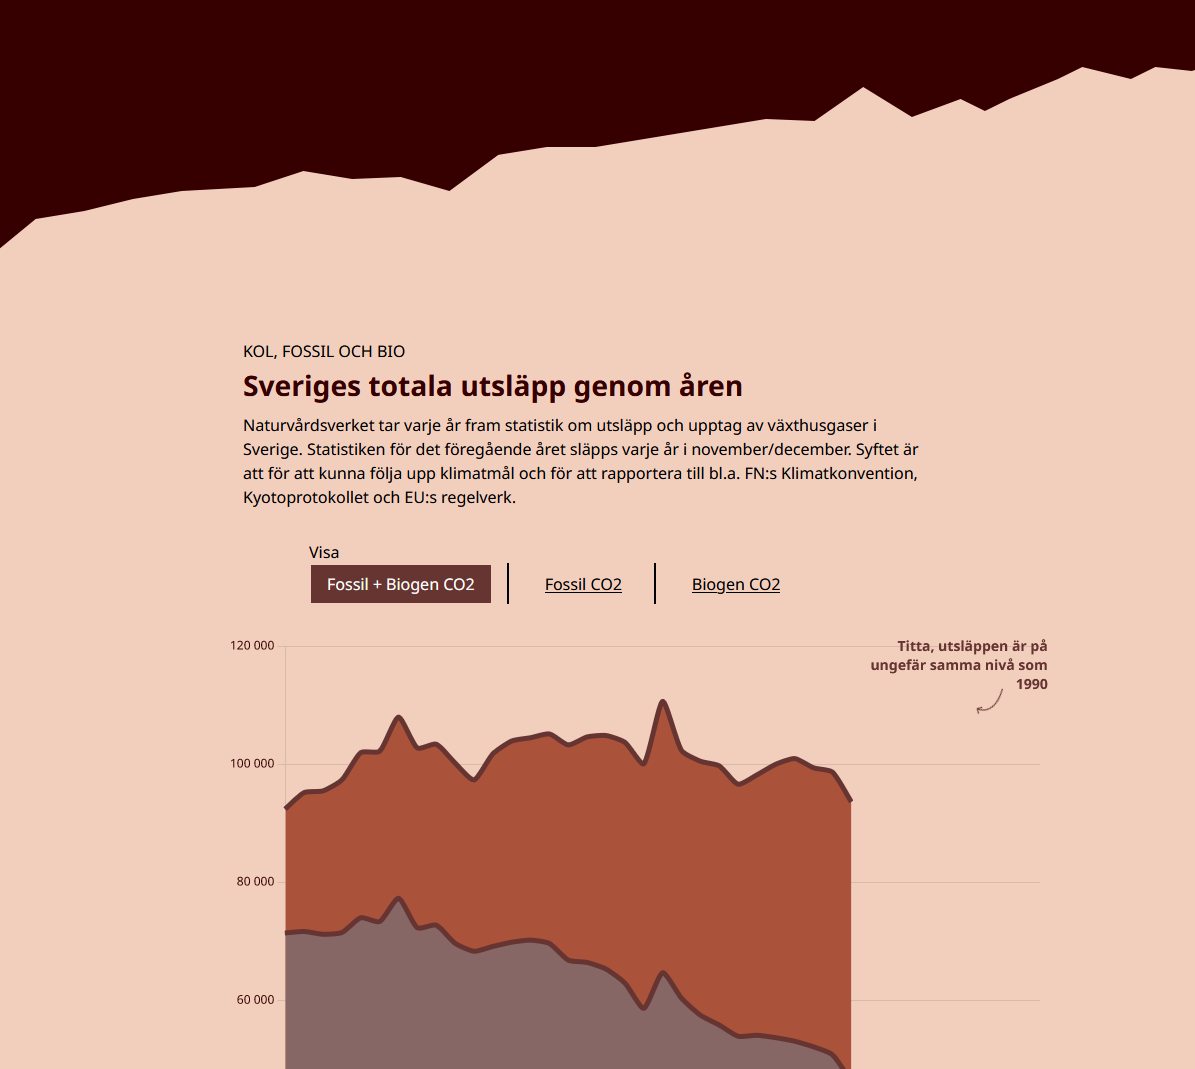 KOL, FOSSIL OCH BIO
Sveriges totala utsläpp genom åren
Naturvårdsverket tar varje år fram statistik om utsläpp och upptag av växthusgaser i
Sverige. Statistiken för det föregående året släpps varje år i november/december. Syftet är
att för att kunna följa upp klimatmål och för att rapportera till bl.a. FN:s Klimatkonvention,
Kyotoprotokollet och EU:s regelverk.
Visa
Fossil + Biogen CO2
Fossil CO2
Biogen CO2
120 000
Titta, utsläppen är på
ungefär samma nivå som
1990
100 000
80 000
60 000